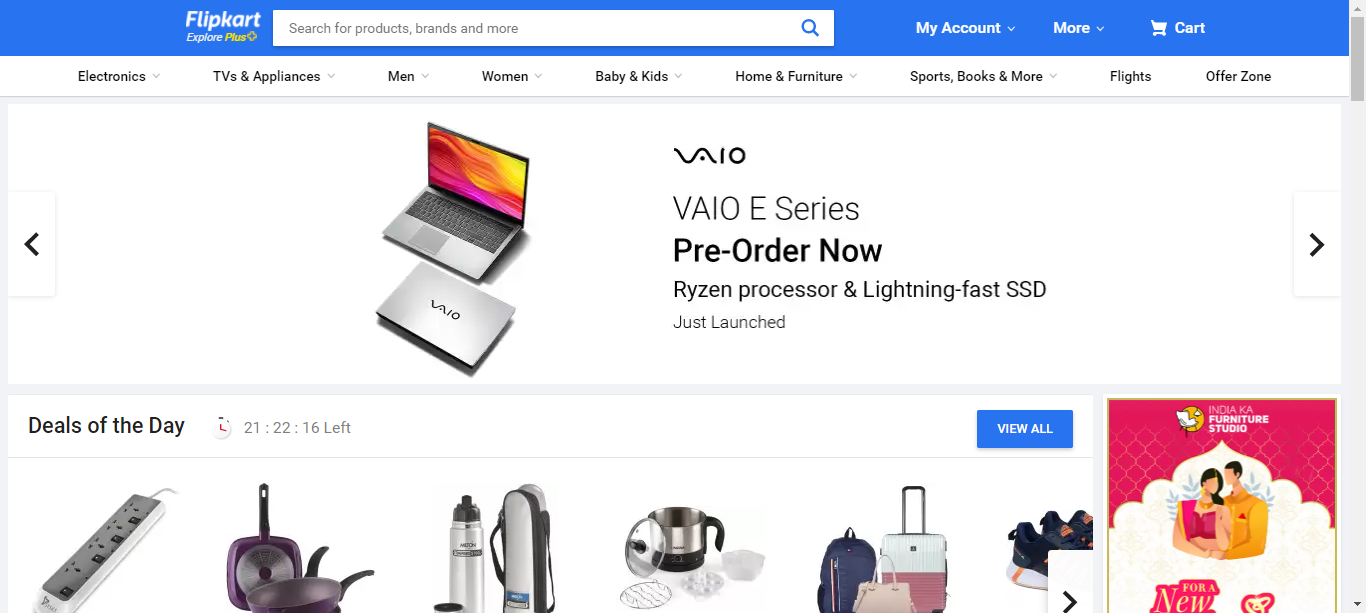 Flipkart
Explore Plus
Search for products, brands and more
My Account
More
Cart
Electronics
TVs & Appliances
Men
Women
Baby & Kids
Home & Furniture
Sports, Books & More
Flights
Offer Zone
VAIO
VAIO E Series
Pre-Order Now
Ryzen processor & Lightning-fast SSD
Just Launched
VAIO
Deals of the Day
21 : 22 : 16 Left
VIEW ALL
INDIA KA
FURNITURE
STUDIO
FOR A
New
MILTON